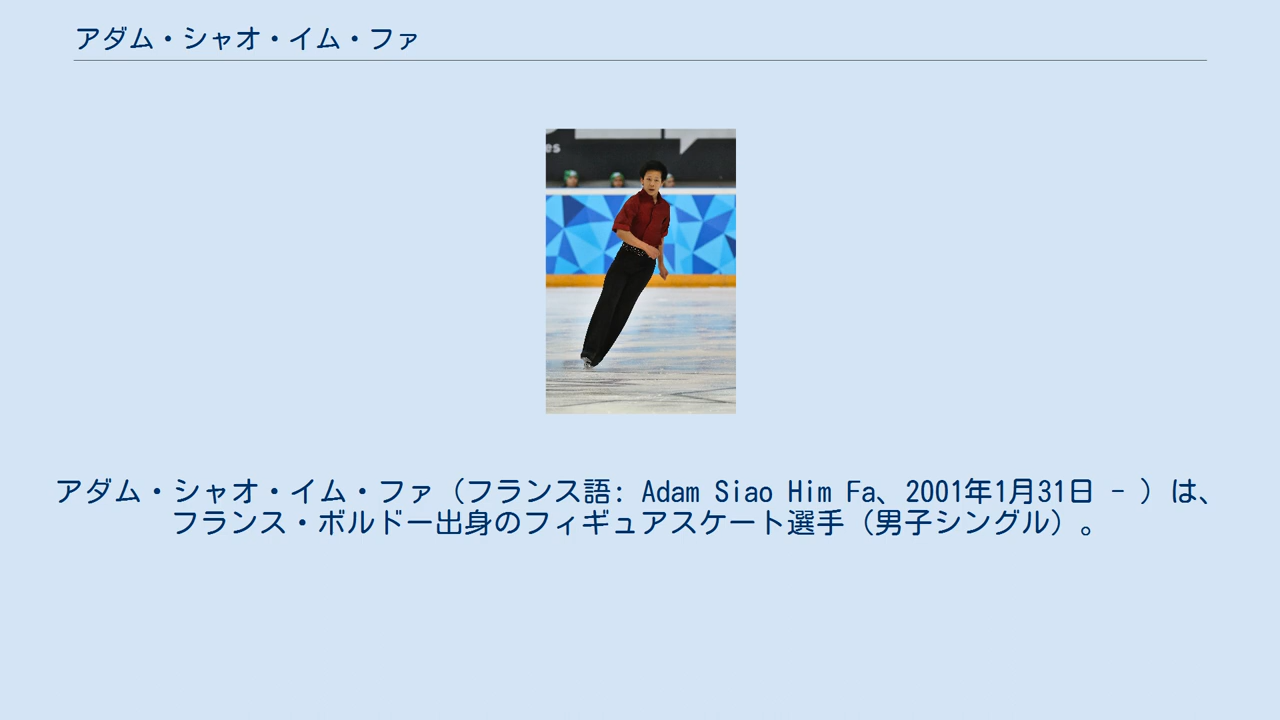 アダム・シャオ・イム・ファ
es
アダム・シャオ・イム・ファ（フランス語: Adam Siao Him Fa、2001年1月31日 - ）は、
フランス・ボルドー出身のフィギュアスケート選手（男子シングル）。